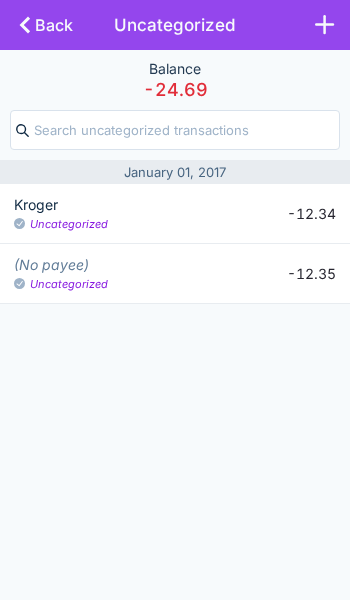 Back Uncategorized
Balance
-24.69
Search uncategorized transactions
January 01, 2017
Kroger
Uncategorized
-12.34
(No payee)
Uncategorized
-12.35